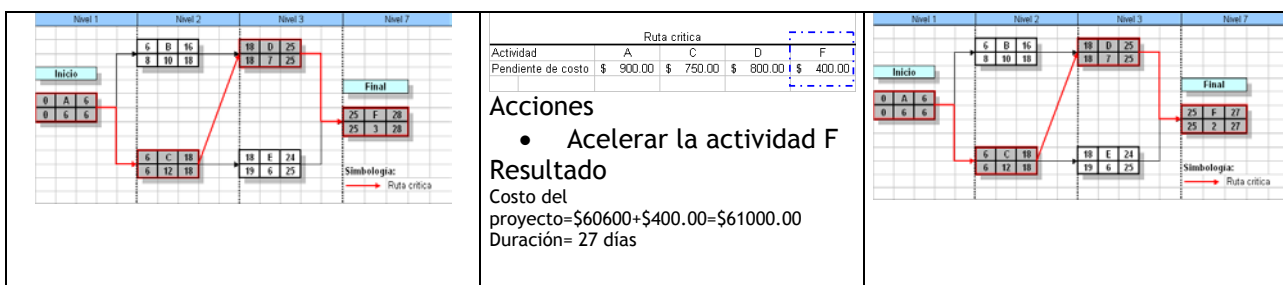 Nivel 1 Nivel 2 Nivel 3 Nivel 7
6 B 16
8 10 18
18 D 25
18 7 25
Inicio
Final
0 A 6
0 6 6
25 F 28
25 3 28
6 C 18
6 12 18
18 E 24
19 6 25
Simbología:
Ruta critica
Ruta critica
Actividad A C D F
Pendiente de costo $ 900.00 $ 750.00 $ 800.00 $ 400.00
Acciones
• Acelerar la actividad F
Resultado
Costo del
proyecto=$60600+$400.00=$61000.00
Duración= 27 días
Nivel 1 Nivel 2 Nivel 3 Nivel 7
6 B 16
8 10 18
18 D 25
18 7 25
Inicio
Final
0 A 6
0 6 6
25 F 27
25 2 27
6 C 18
6 12 18
18 E 24
19 6 25
Simbología:
Ruta critica